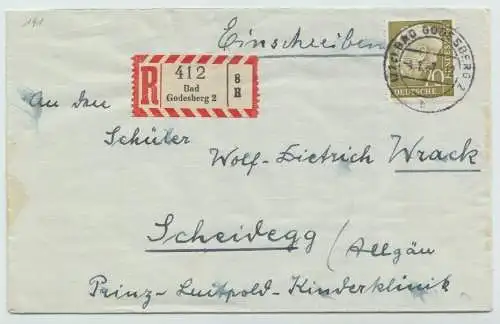 Einschreiben
R 412 8
Bad R
Godesberg 2
BAD GODESBERG 2
70
DEUTSCHE
b
An den
Schüler
Wolf-Dietrich Wrack
Scheidegg / Allgäu
Prinz-Luitpold-Kinderklinik